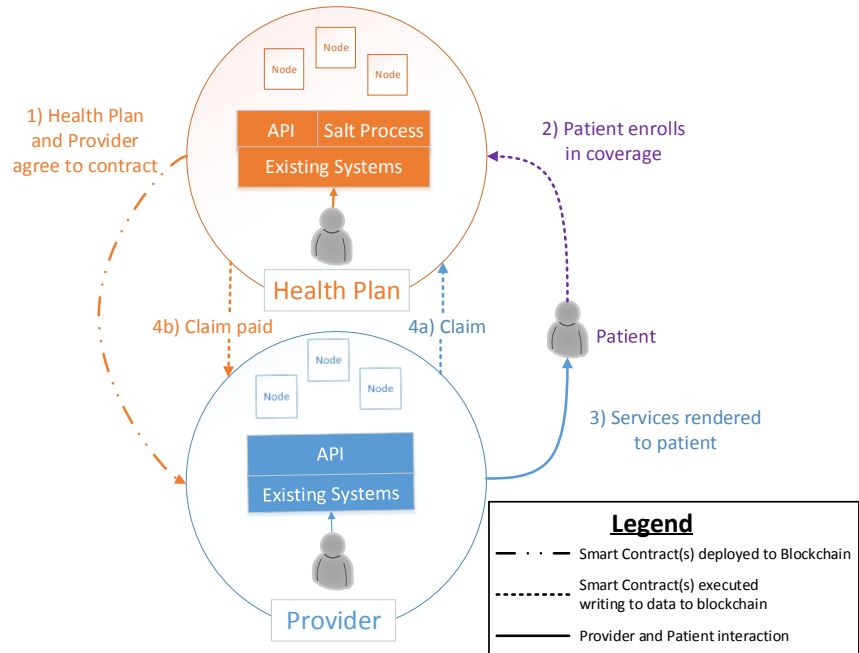 Node
Node
Node
1) Health Plan
and Provider
agree to contract
API
Salt Process
Existing Systems
2) Patient enrolls
in coverage
Health Plan
4b) Claim paid
4a) Claim
Patient
Node
Node
Node
3) Services rendered
to patient
API
Existing Systems
Provider
Legend
Smart Contract(s) deployed to Blockchain
Smart Contract(s) executed
writing to data to blockchain
Provider and Patient interaction